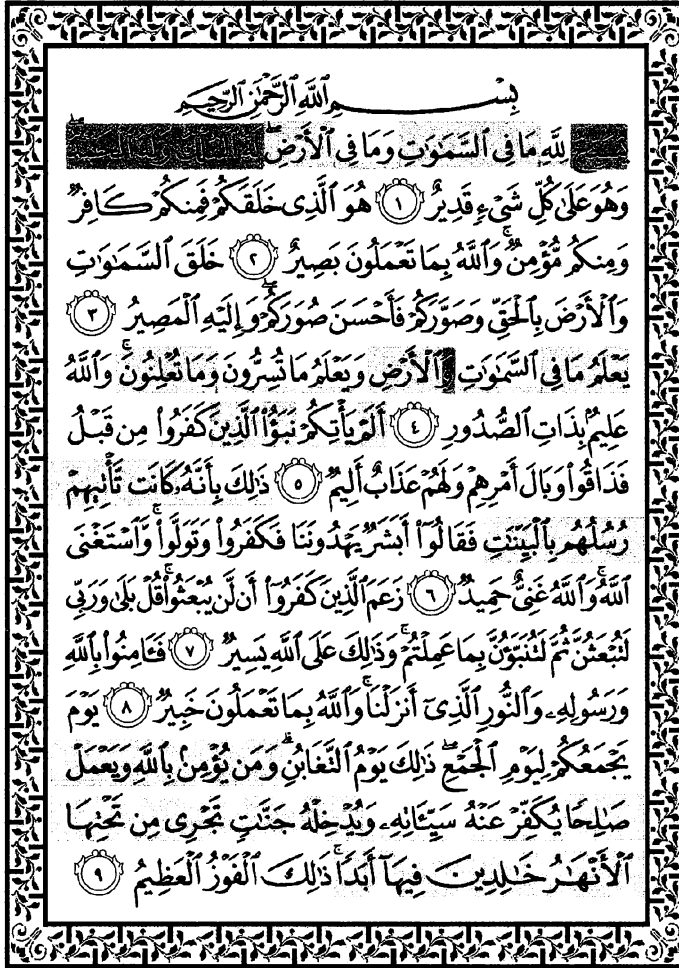 بِسْمِ ٱللَّهِ ٱلرَّحْمَٰنِ ٱلرَّحِيمِ
لِلَّهِ مَا فِي ٱلسَّمَٰوَٰتِ وَمَا فِي ٱلْأَرْضِۖ
وَهُوَ عَلَىٰ كُلِّ شَيْءٍ قَدِيرٌ ١ هُوَ ٱلَّذِي خَلَقَكُمْ فَمِنكُمْ كَافِرٌ
وَمِنكُم مُّؤْمِنٌۚ وَٱللَّهُ بِمَا تَعْمَلُونَ بَصِيرٌ ٢ خَلَقَ ٱلسَّمَٰوَٰتِ
وَٱلْأَرْضَ بِٱلْحَقِّ وَصَوَّرَكُمْ فَأَحْسَنَ صُوَرَكُمْۖ وَإِلَيْهِ ٱلْمَصِيرُ ٣
يَعْلَمُ مَا فِي ٱلسَّمَٰوَٰتِ ٱلْأَرْضِ وَيَعْلَمُ مَا تُسِرُّونَ وَمَا تُعْلِنُونَۚ وَٱللَّهُ
عَلِيمٌۢ بِذَاتِ ٱلصُّدُورِ ٤ أَلَمْ يَأْتِكُمْ نَبَؤُا۟ ٱلَّذِينَ كَفَرُوا۟ مِن قَبْلُ
فَذَاقُوا۟ وَبَالَ أَمْرِهِمْ وَلَهُمْ عَذَابٌ أَلِيمٌ ٥ ذَٰلِكَ بِأَنَّهُۥ كَانَت تَّأْتِيهِمْ
رُسُلُهُم بِٱلْبَيِّنَٰتِ فَقَالُوٓا۟ أَبَشَرٌ يَهْدُونَنَا فَكَفَرُوا۟ وَتَوَلَّوا۟ۚ وَّٱسْتَغْنَى
ٱللَّهُۚ وَٱللَّهُ غَنِيٌّ حَمِيدٌ ٦ زَعَمَ ٱلَّذِينَ كَفَرُوٓا۟ أَن لَّن يُبْعَثُوا۟ۚ قُلْ بَلَىٰ وَرَبِّي
لَتُبْعَثُنَّ ثُمَّ لَتُنَبَّؤُنَّ بِمَا عَمِلْتُمْۚ وَذَٰلِكَ عَلَى ٱللَّهِ يَسِيرٌ ٧ فَـَٔامِنُوا۟ بِٱللَّهِ
وَرَسُولِهِۦ وَٱلنُّورِ ٱلَّذِيٓ أَنزَلْنَاۚ وَٱللَّهُ بِمَا تَعْمَلُونَ خَبِيرٌ ٨ يَوْمَ
يَجْمَعُكُمْ لِيَوْمِ ٱلْجَمْعِۖ ذَٰلِكَ يَوْمُ ٱلتَّغَابُنِۗ وَمَن يُؤْمِنۢ بِٱللَّهِ وَيَعْمَلْ
صَٰلِحًا يُكَفِّرْ عَنْهُ سَيِّـَٔاتِهِۦ وَيُدْخِلْهُ جَنَّٰتٍ تَجْرِي مِن تَحْتِهَا
ٱلْأَنْهَٰرُ خَٰلِدِينَ فِيهَآ أَبَدًاۚ ذَٰلِكَ ٱلْفَوْزُ ٱلْعَظِيمُ ٩